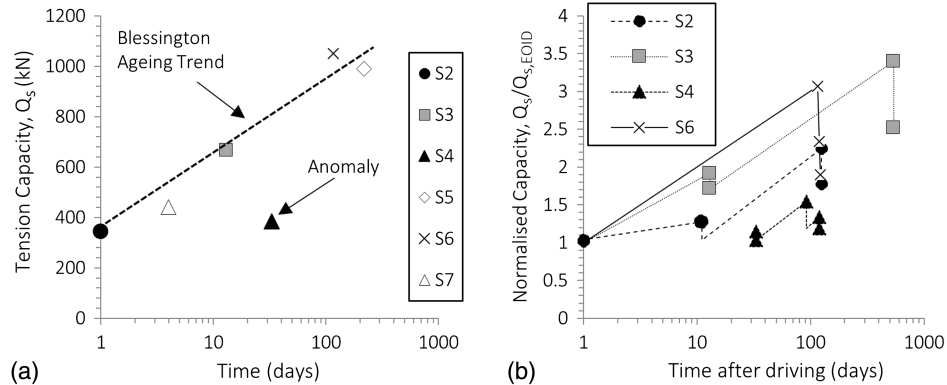 Tension Capacity, Qs (kN)
1200
1000
800
600
400
200
0
1
10
100
1000
Time (days)
(a)
Blessington
Ageing Trend
Anomaly
S2
S3
S4
S5
S6
S7
Normalised Capacity, Qs/Qs,EOID
4
3.5
3
2.5
2
1.5
1
0.5
0
1
10
100
1000
Time after driving (days)
(b)
S2
S3
S4
S6